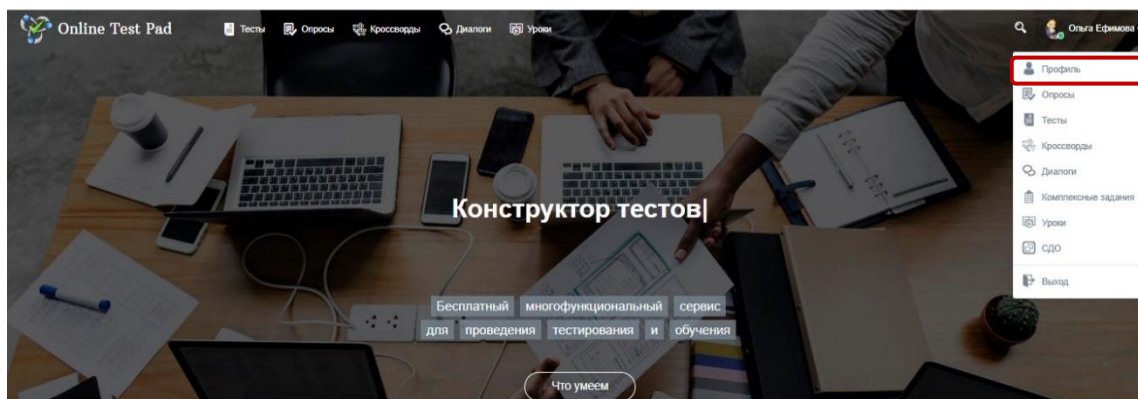 Online Test Pad
Тесты
Опросы
Кроссворды
Диалоги
Уроки
Ольга Ефимова
Профиль
Опросы
Тесты
Кроссворды
Диалоги
Комплексные задания
Уроки
СДО
Выход
Конструктор тестов|
Бесплатный многофункциональный сервис
для проведения тестирования и обучения
Что умеем